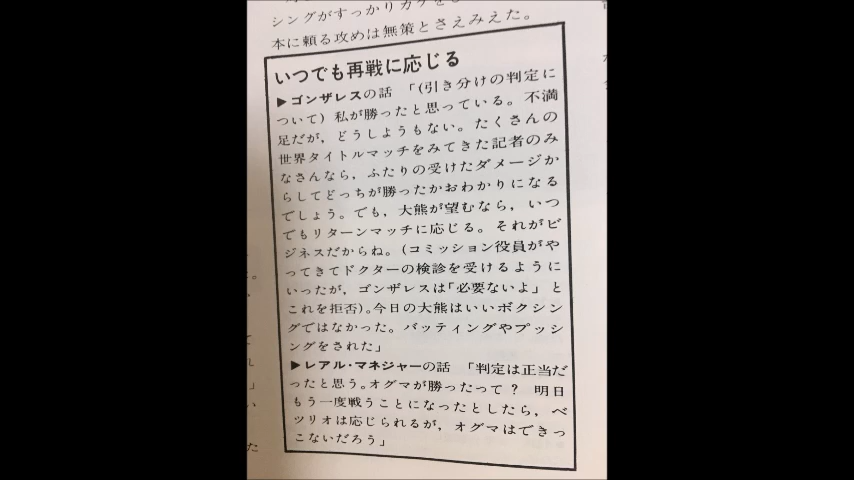 シングがすっかりカゲをし
本に頼る攻めは無策とさえみえた。
いつでも再戦に応じる
▶ゴンザレスの話 「(引き分けの判定に
ついて) 私が勝ったと思っている。不満
足だが，どうしようもない。たくさんの
世界タイトルマッチをみてきた記者のみ
なさんなら，ふたりの受けたダメージか
らしてどっちが勝ったかおわかりになる
でしょう。でも，大熊が望むなら，いつ
でもリターンマッチに応じる。それがビ
ジネスだからね。(コミッション役員がや
ってきてドクターの検診を受けるように
いったが，ゴンザレスは「必要ないよ」と
これを拒否)。今日の大熊はいいボクシン
グではなかった。バッティングやプッシ
ングをされた」
▶レアル・マネジャーの話 「判定は正当だ
ったと思う。オグマが勝ったって？ 明日
もう一度戦うことになったとしたら，ベ
ツリオは応じられるが，オグマはできっ
こないだろう」